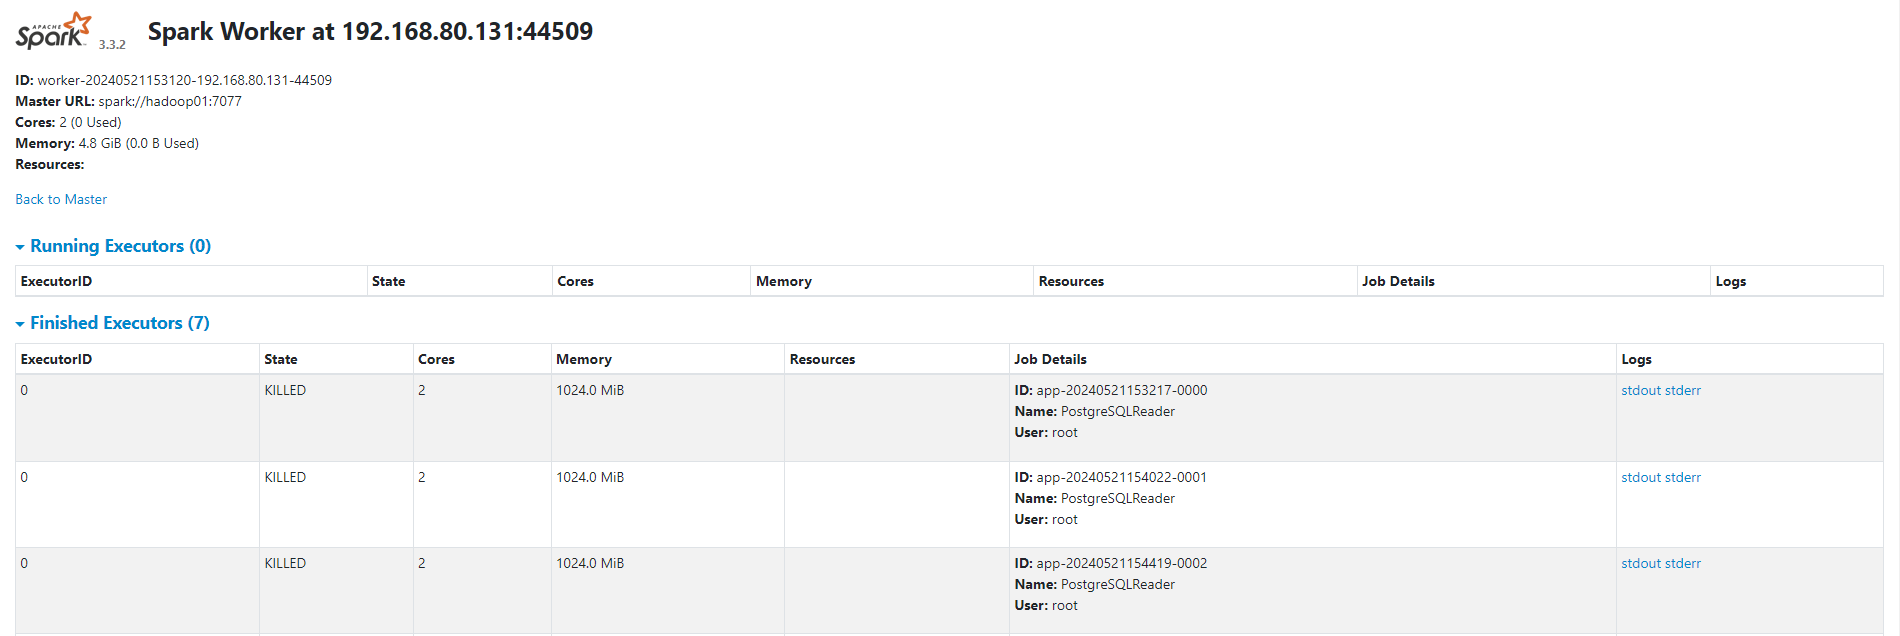 APACHE
Spark 3.3.2 Spark Worker at 192.168.80.131:44509
ID: worker-20240521153120-192.168.80.131-44509
Master URL: spark://hadoop01:7077
Cores: 2 (0 Used)
Memory: 4.8 GiB (0.0 B Used)
Resources:
Back to Master
Running Executors (0)
ExecutorID State Cores Memory Resources Job Details Logs
Finished Executors (7)
ExecutorID State Cores Memory Resources Job Details Logs
0 KILLED 2 1024.0 MiB ID: app-20240521153217-0000 stdout stderr
Name: PostgreSQLReader
User: root
0 KILLED 2 1024.0 MiB ID: app-20240521154022-0001 stdout stderr
Name: PostgreSQLReader
User: root
0 KILLED 2 1024.0 MiB ID: app-20240521154419-0002 stdout stderr
Name: PostgreSQLReader
User: root